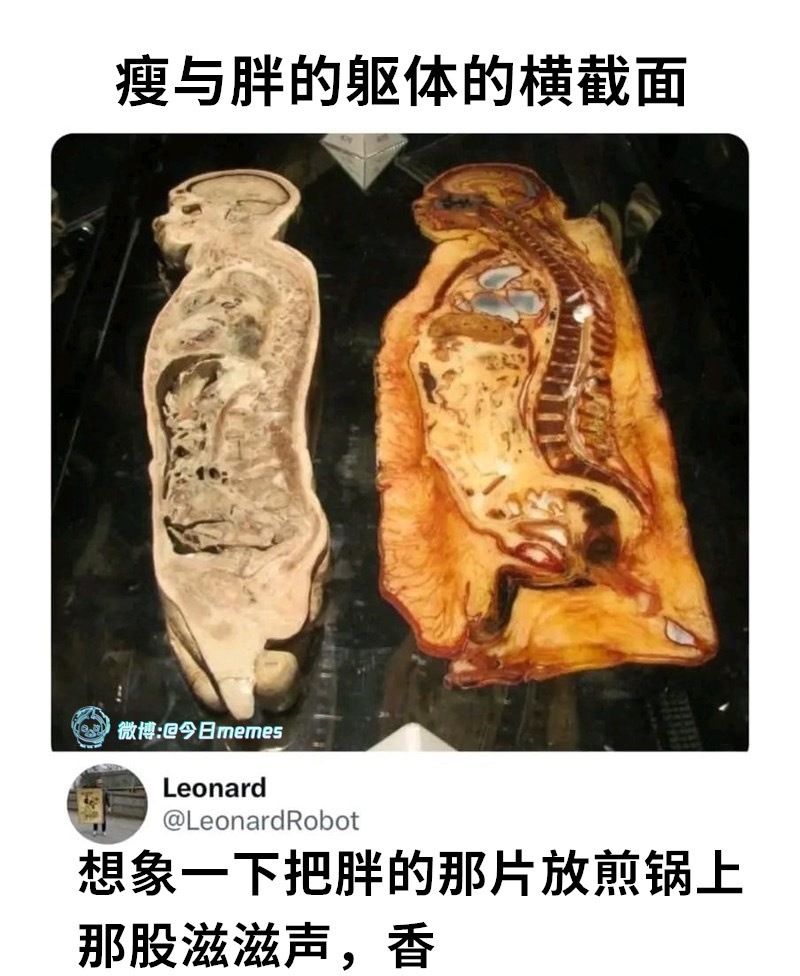 瘦与胖的躯体的横截面
微博:@今日memes
Leonard
@LeonardRobot
想象一下把胖的那片放煎锅上
那股滋滋声，香